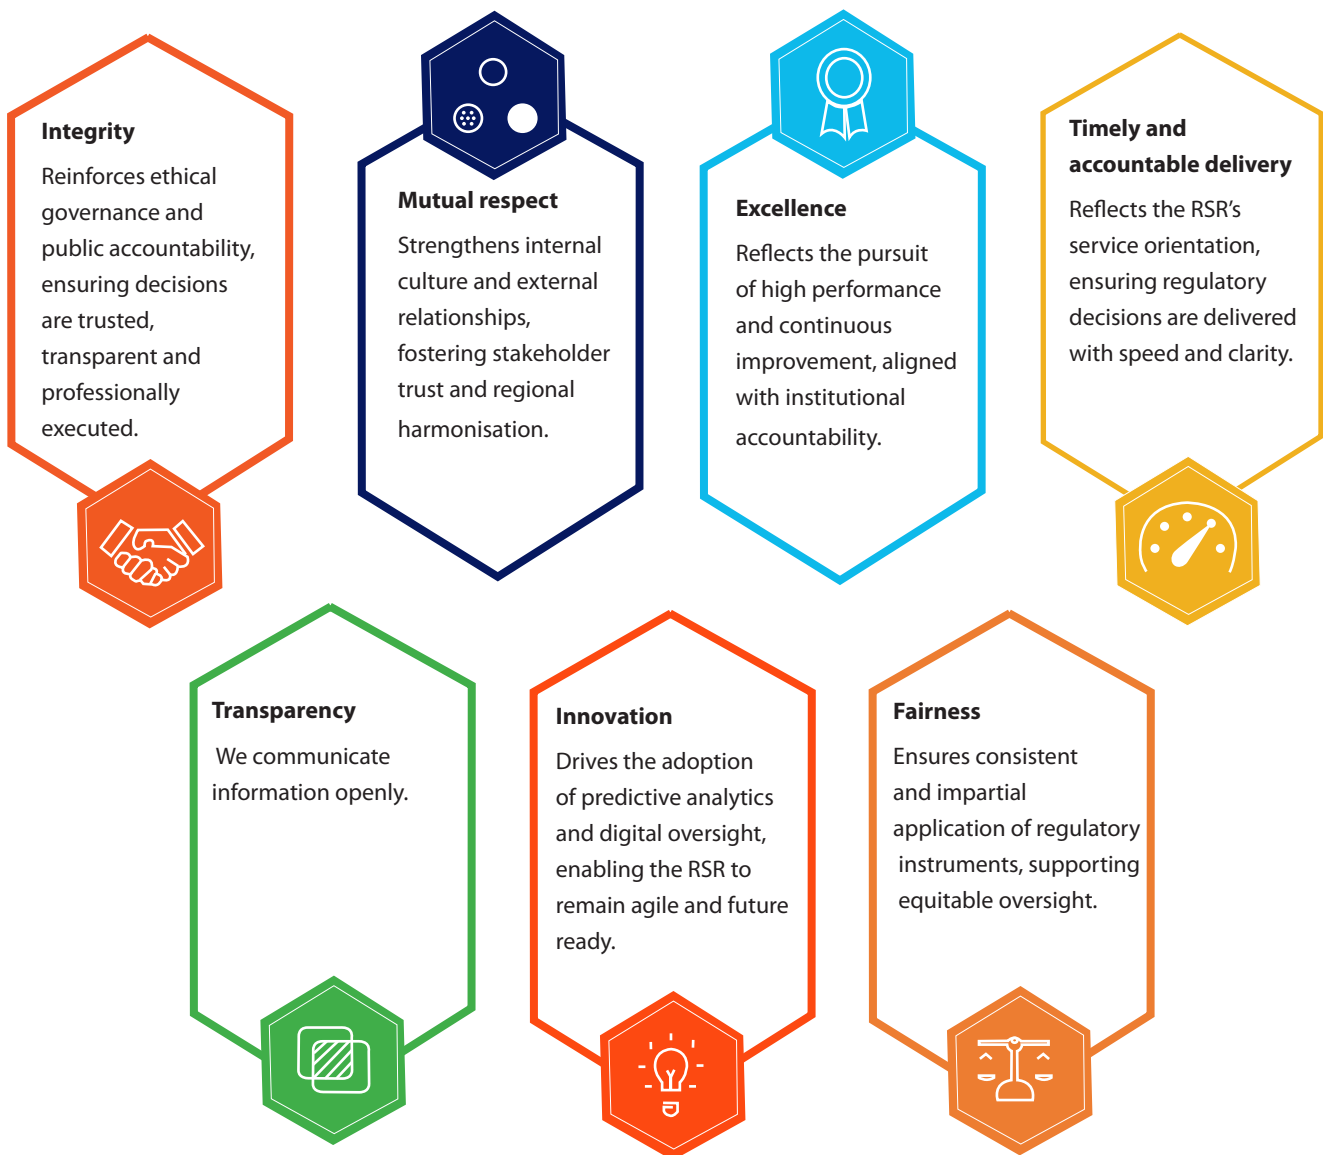 Integrity
Reinforces ethical
governance and
public accountability,
ensuring decisions
are trusted,
transparent and
professionally
executed.
Mutual respect
Strengthens internal
culture and external
relationships,
fostering stakeholder
trust and regional
harmonisation.
Excellence
Reflects the pursuit
of high performance
and continuous
improvement, aligned
with institutional
accountability.
Timely and
accountable delivery
Reflects the RSR’s
service orientation,
ensuring regulatory
decisions are delivered
with speed and clarity.
Transparency
We communicate
information openly.
Innovation
Drives the adoption
of predictive analytics
and digital oversight,
enabling the RSR to
remain agile and future
ready.
Fairness
Ensures consistent
and impartial
application of regulatory
instruments, supporting
equitable oversight.